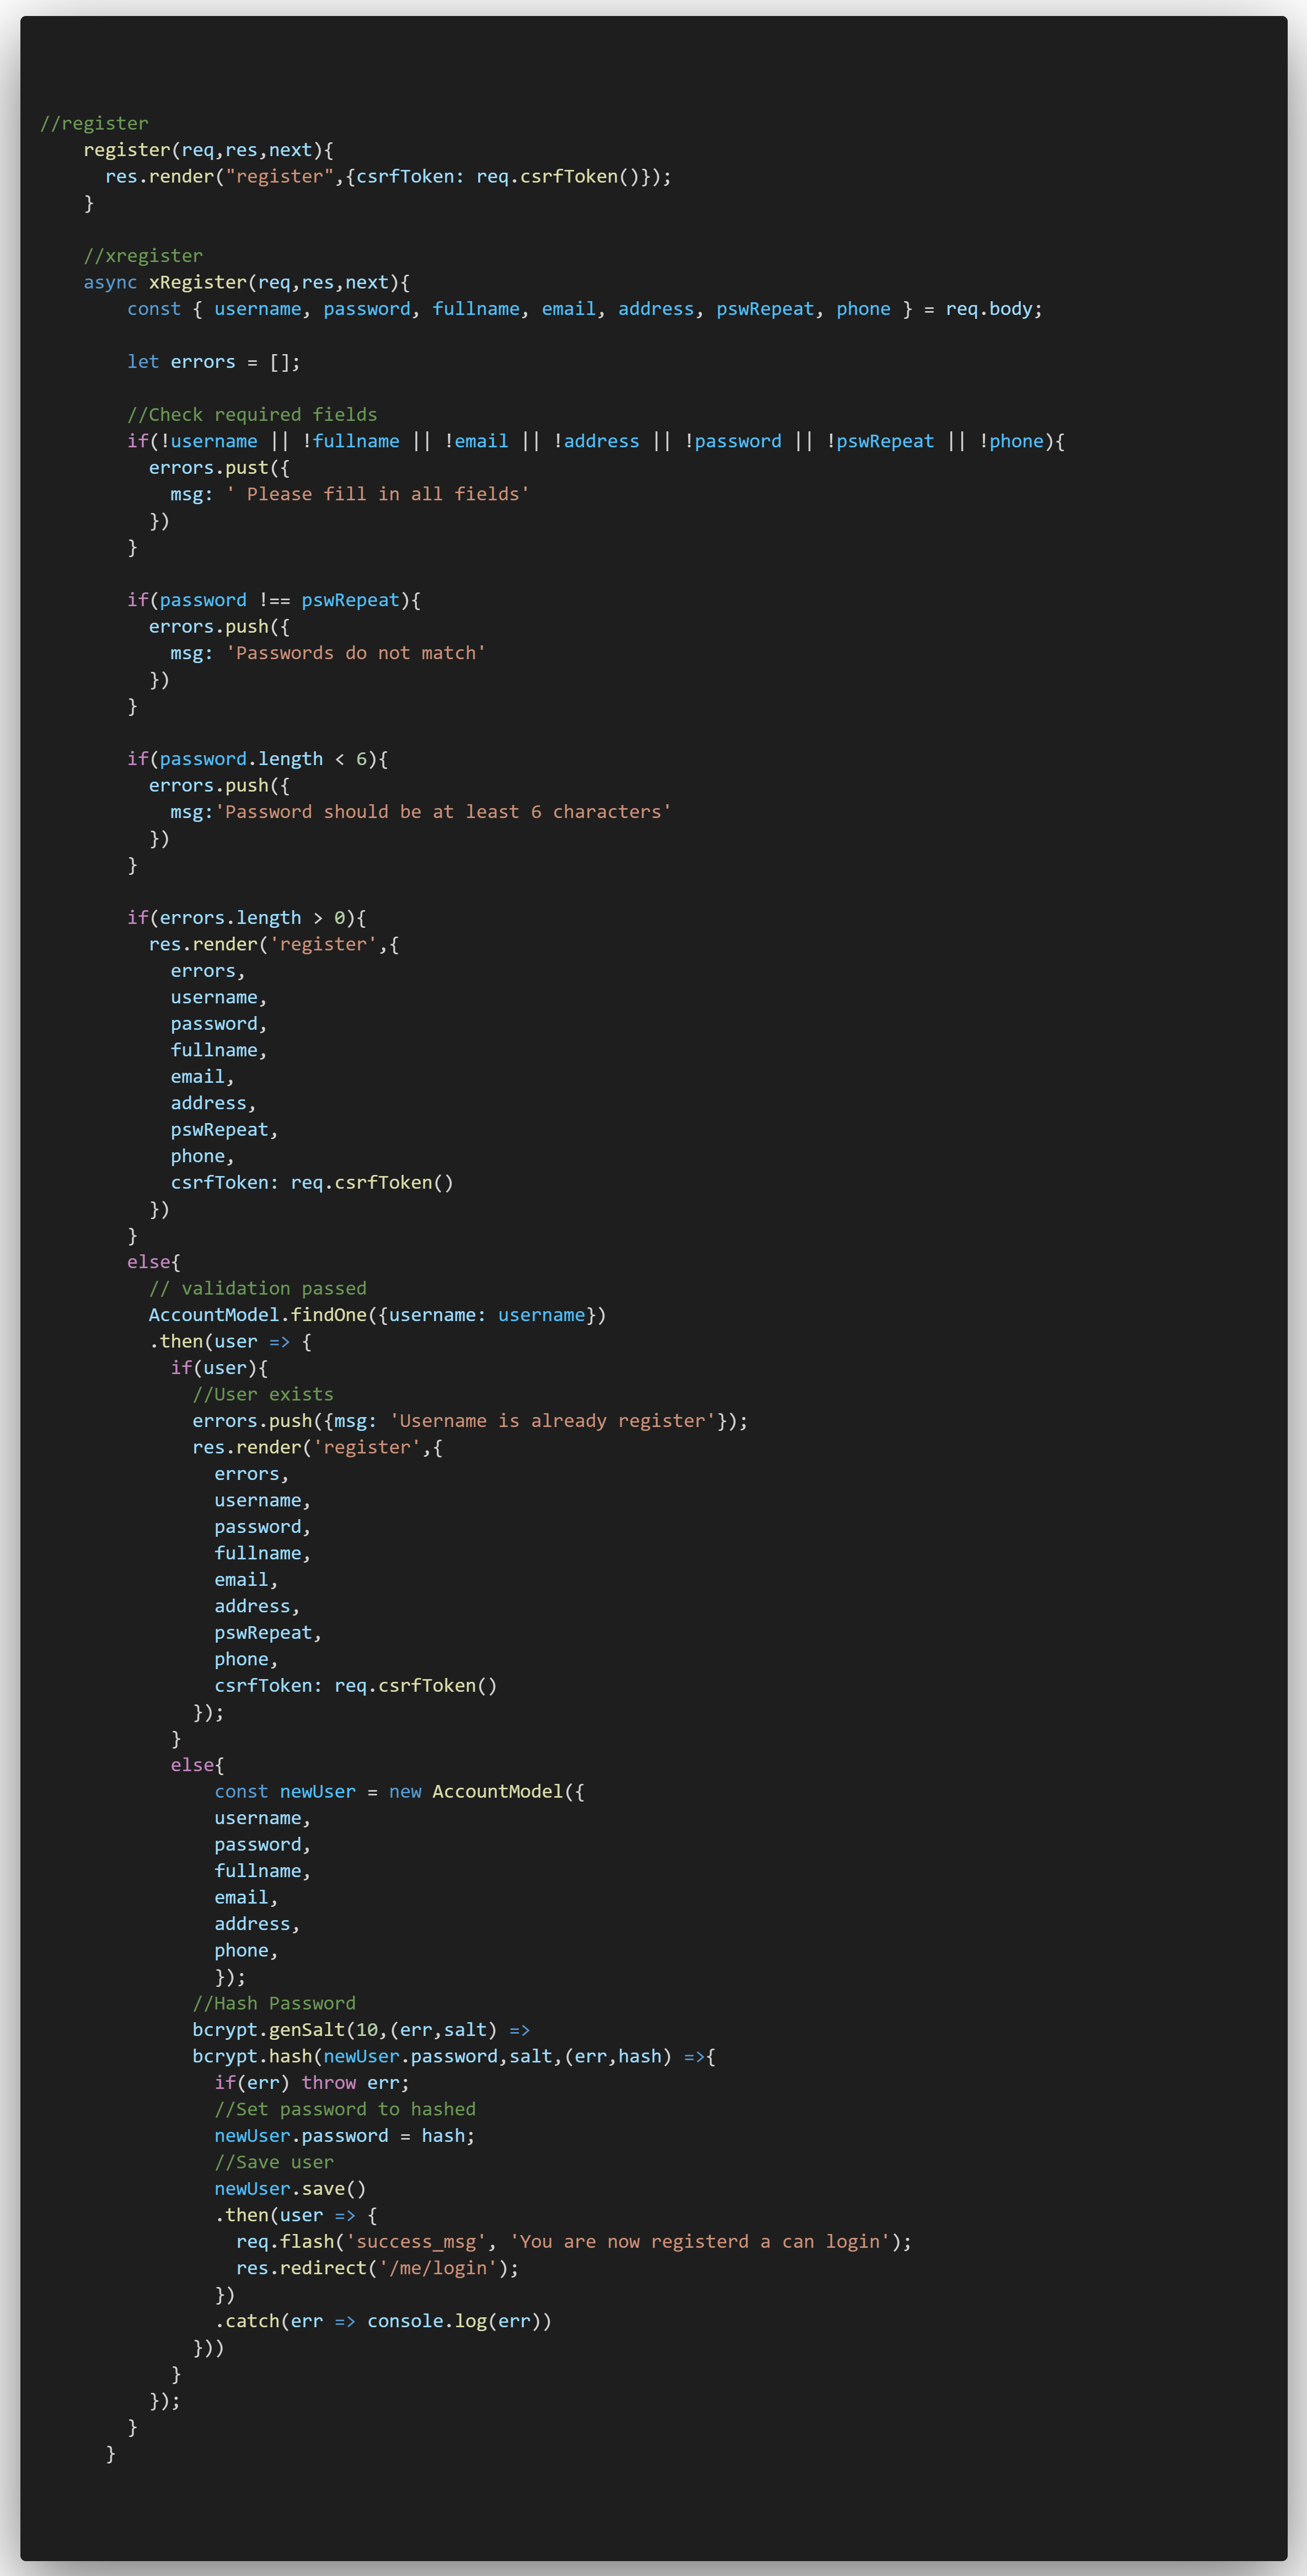 //register
    register(req,res,next){
      res.render("register",{csrfToken: req.csrfToken()});
    }

    //xregister
    async xRegister(req,res,next){
        const { username, password, fullname, email, address, pswRepeat, phone } = req.body;

        let errors = [];

        //Check required fields
        if(!username || !fullname || !email || !address || !password || !pswRepeat || !phone){
          errors.pust({
            msg: ' Please fill in all fields'
          })
        }

        if(password !== pswRepeat){
          errors.push({
            msg: 'Passwords do not match'
          })
        }

        if(password.length < 6){
          errors.push({
            msg:'Password should be at least 6 characters'
          })
        }

        if(errors.length > 0){
          res.render('register',{
            errors,
            username,
            password,
            fullname,
            email,
            address,
            pswRepeat,
            phone,
            csrfToken: req.csrfToken()
          })
        }
        else{
          // validation passed
          AccountModel.findOne({username: username})
          .then(user => {
            if(user){
              //User exists
              errors.push({msg: 'Username is already register'});
              res.render('register',{
                errors,
                username,
                password,
                fullname,
                email,
                address,
                pswRepeat,
                phone,
                csrfToken: req.csrfToken()
              });
            }
            else{
                const newUser = new AccountModel({
                username,
                password,
                fullname,
                email,
                address,
                phone,
                });
              //Hash Password
              bcrypt.genSalt(10,(err,salt) =>
              bcrypt.hash(newUser.password,salt,(err,hash) =>{
                if(err) throw err;
                //Set password to hashed
                newUser.password = hash;
                //Save user
                newUser.save()
                .then(user => {
                  req.flash('success_msg', 'You are now registerd a can login');
                  res.redirect('/me/login');
                })
                .catch(err => console.log(err))
              }))
            }
          });
        }
      }